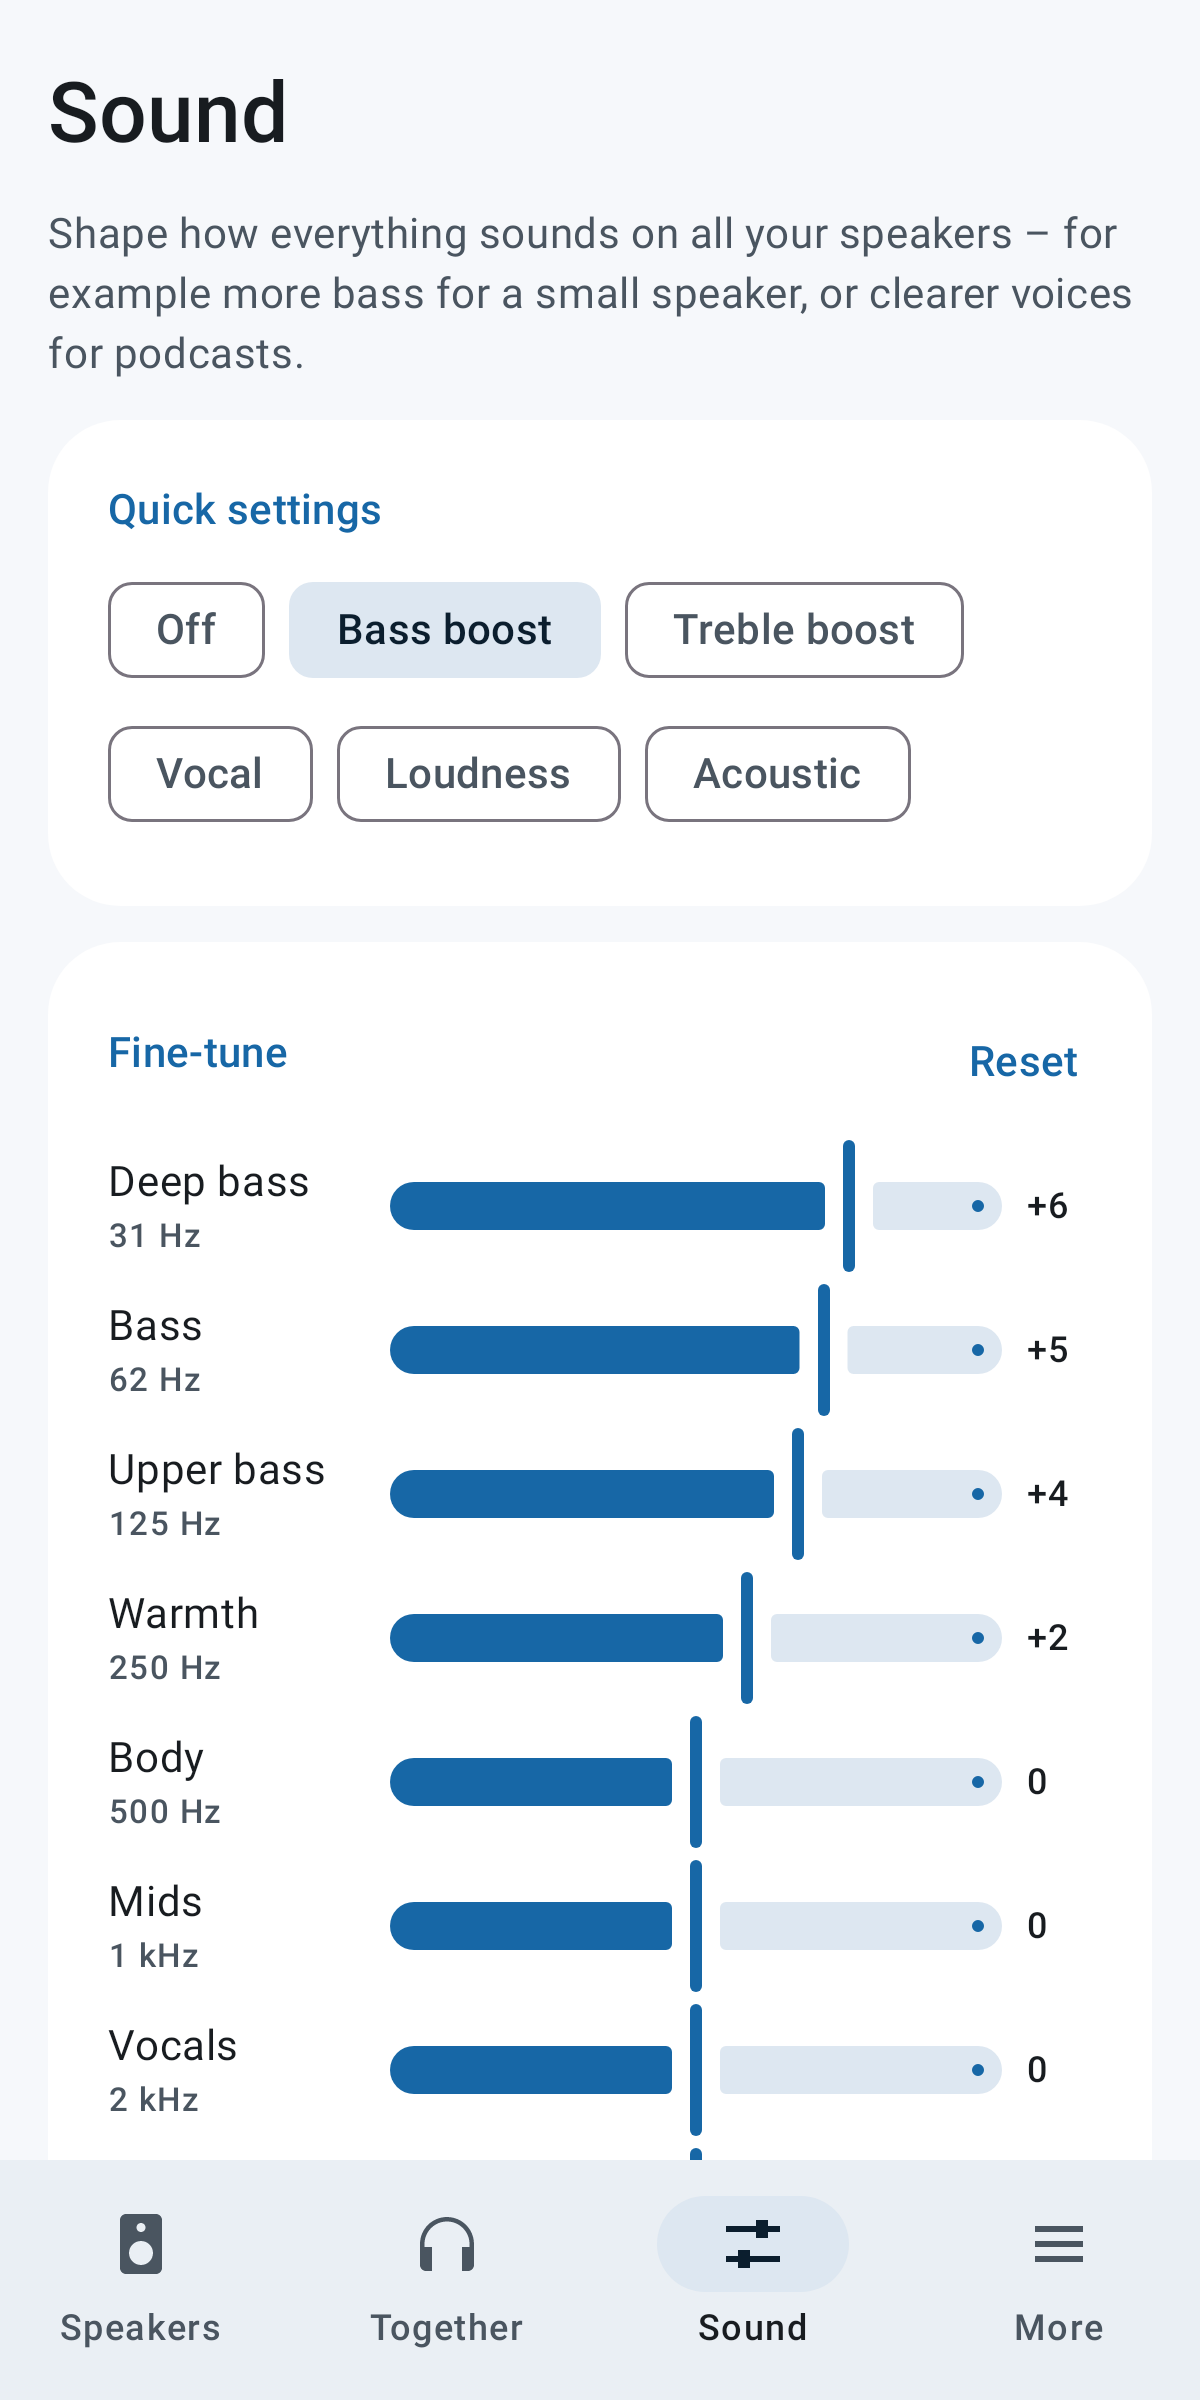 Sound
Shape how everything sounds on all your speakers – for
example more bass for a small speaker, or clearer voices
for podcasts.
Quick settings
Off
Bass boost
Treble boost
Vocal
Loudness
Acoustic
Fine-tune
Reset
Deep bass
31 Hz
+6
Bass
62 Hz
+5
Upper bass
125 Hz
+4
Warmth
250 Hz
+2
Body
500 Hz
0
Mids
1 kHz
0
Vocals
2 kHz
0
Speakers
Together
Sound
More